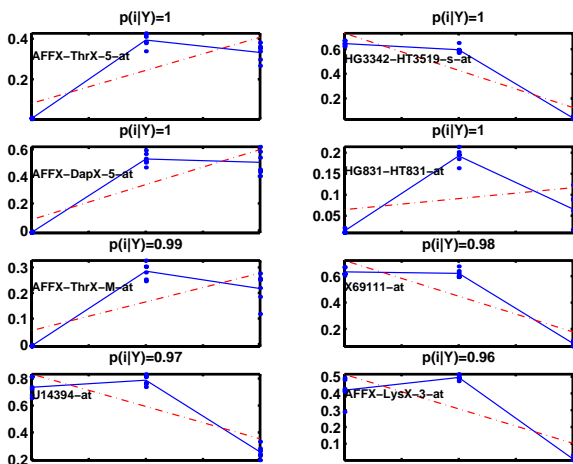 p(i|Y)=1
p(i|Y)=1
0.4
AFFX-ThrX-5-at
0.2
0.6
HG3342-HT3519-s-at
0.4
0.2
p(i|Y)=1
p(i|Y)=1
0.6
AFFX-DapX-5-at
0.4
0.2
0
0.2
HG831-HT831-at
0.15
0.1
0.05
p(i|Y)=0.99
p(i|Y)=0.98
0.3
AFFX-ThrX-M-at
0.2
0.1
0
0.6
X69111-at
0.4
0.2
p(i|Y)=0.97
p(i|Y)=0.96
0.8
U14394-at
0.6
0.4
0.2
0.4
AFFX-LysX-3-at
0.3
0.2
0.1